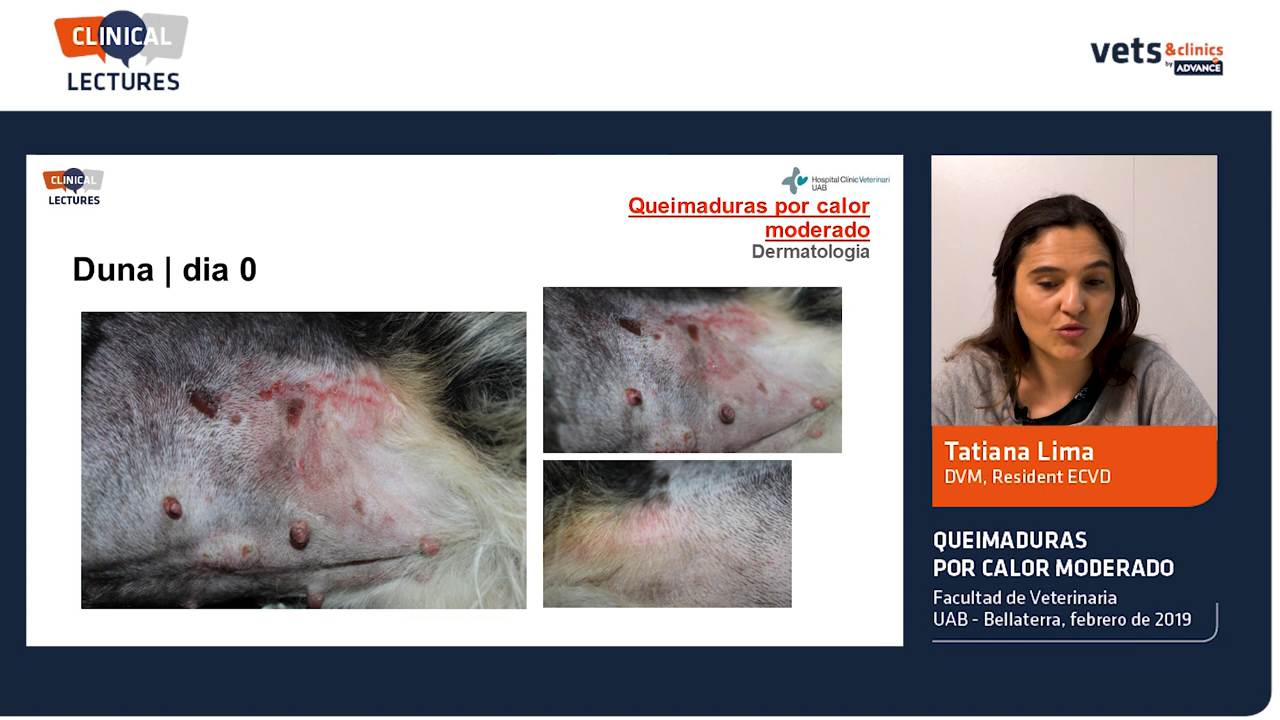 CLINICAL
LECTURES
vets &clinics
by ADVANCE
CLINICAL
LECTURES
Hospital Clínic Veterinari
UAB
Queimaduras por calor
moderado
Dermatologia
Duna | dia 0
Tatiana Lima
DVM, Resident ECVD
QUEIMADURAS
POR CALOR MODERADO
Facultad de Veterinaria
UAB - Bellaterra, febrero de 2019